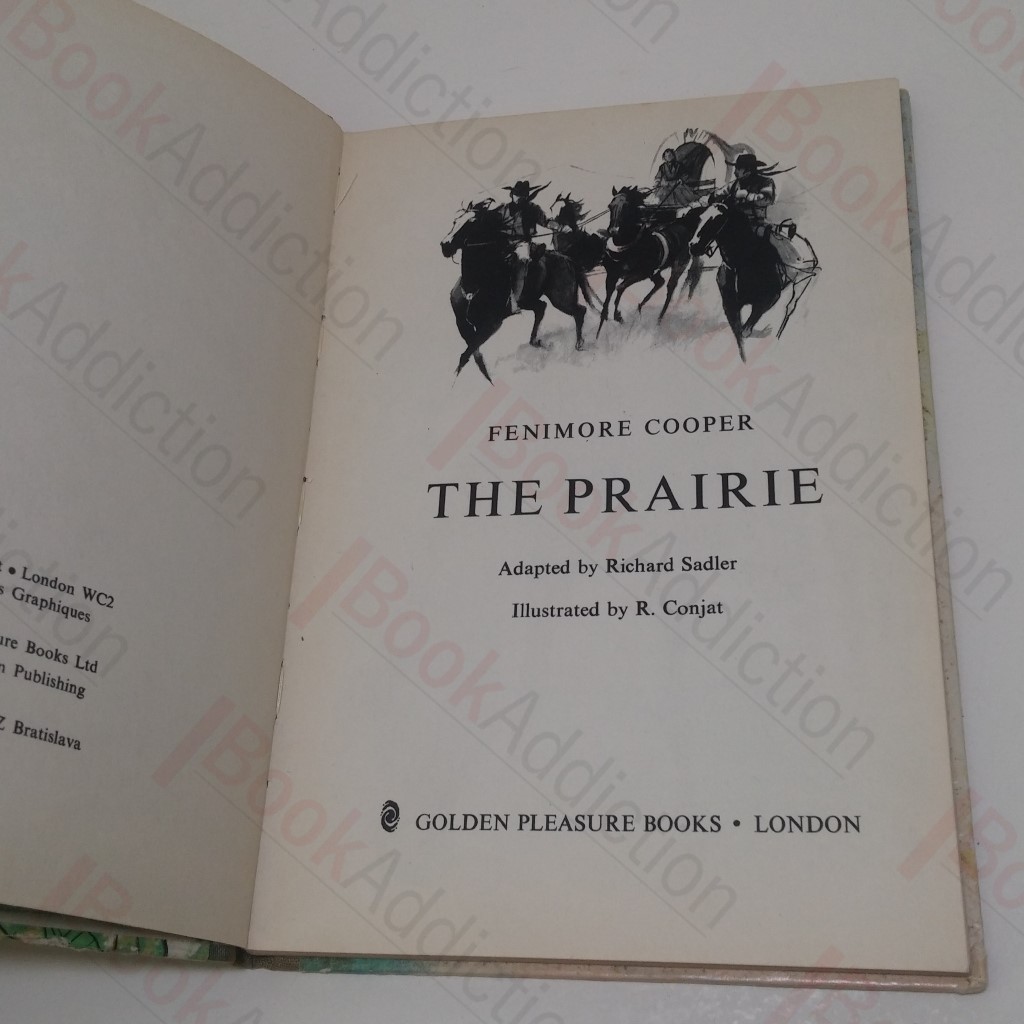 • London WC2
Graphiques
Books Ltd
Publishing
Bratislava
FENIMORE COOPER
THE PRAIRIE
Adapted by Richard Sadler
Illustrated by R. Conjat
GOLDEN PLEASURE BOOKS • LONDON
BookAddiction